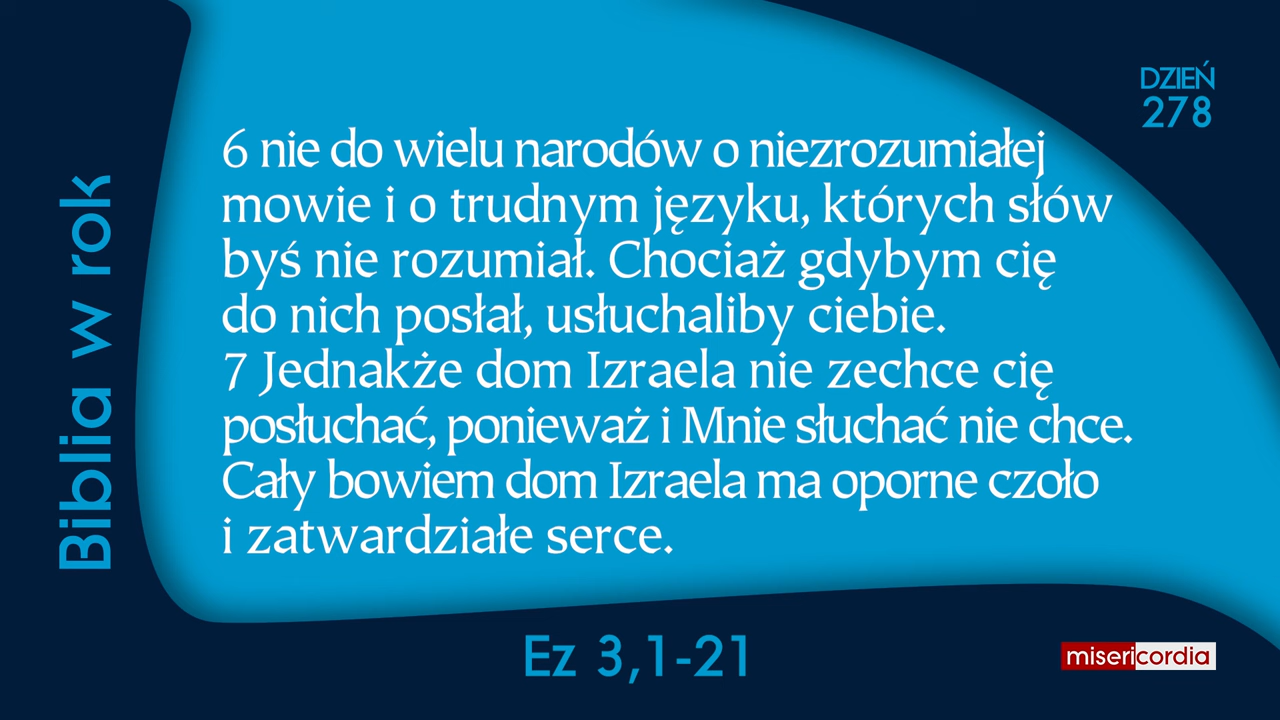 DZIEŃ
278
Biblia w rok
6 nie do wielu narodów o niezrozumiałej
mowie i o trudnym języku, których słów
byś nie rozumiał. Chociaż gdybym cię
do nich posłał, usłuchaliby ciebie.
7 Jednakże dom Izraela nie zechce cię
posłuchać, ponieważ i Mnie słuchać nie chce.
Cały bowiem dom Izraela ma oporne czoło
i zatwardziałe serce.
Ez 3,1-21
misericordia